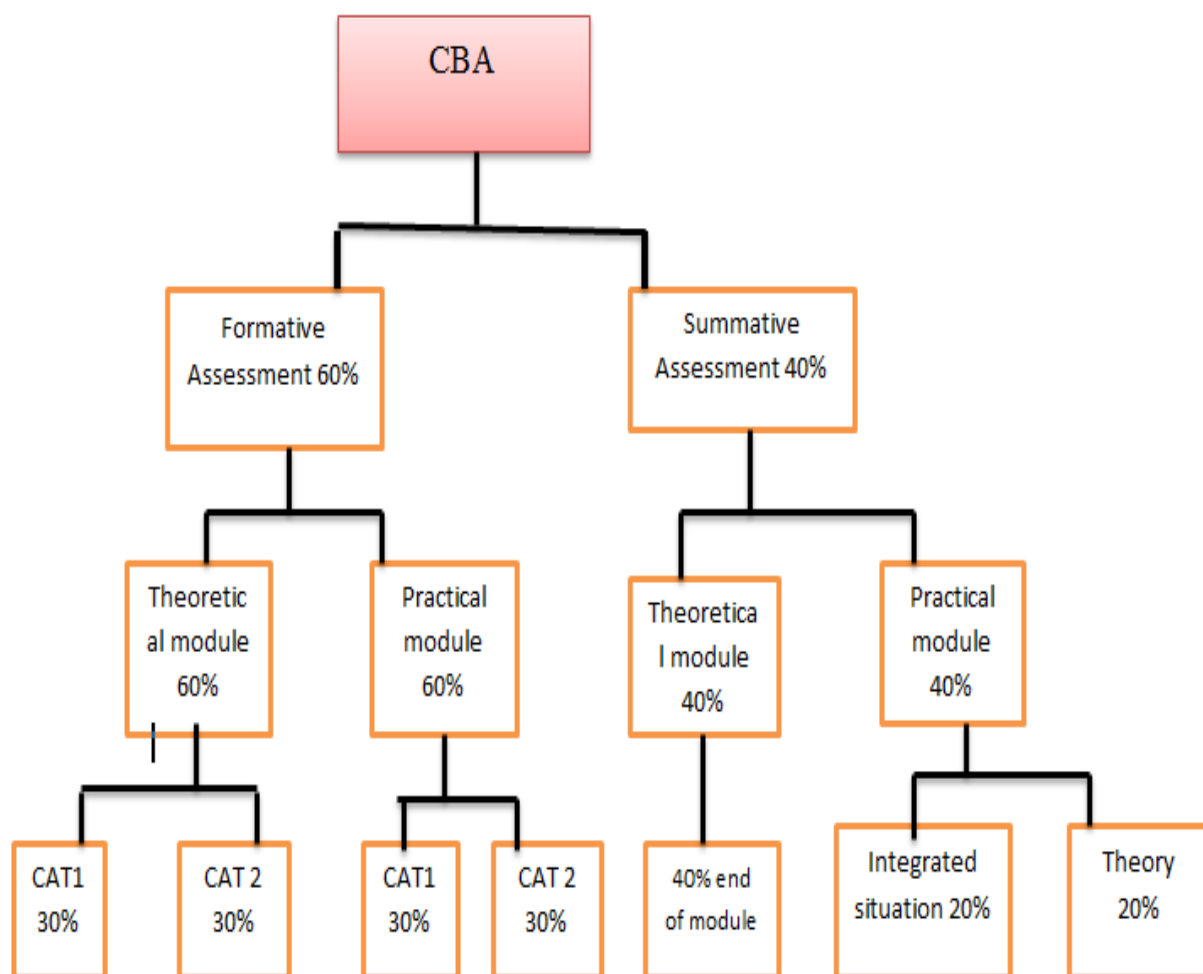 CBA
Formative
Assessment 60%
Summative
Assessment 40%
Theoretic
al module
60%
Practical
module
60%
Theoretica
l module
40%
Practical
module
40%
CAT1
30%
CAT 2
30%
CAT1
30%
CAT 2
30%
40% end
of module
Integrated
situation 20%
Theory
20%